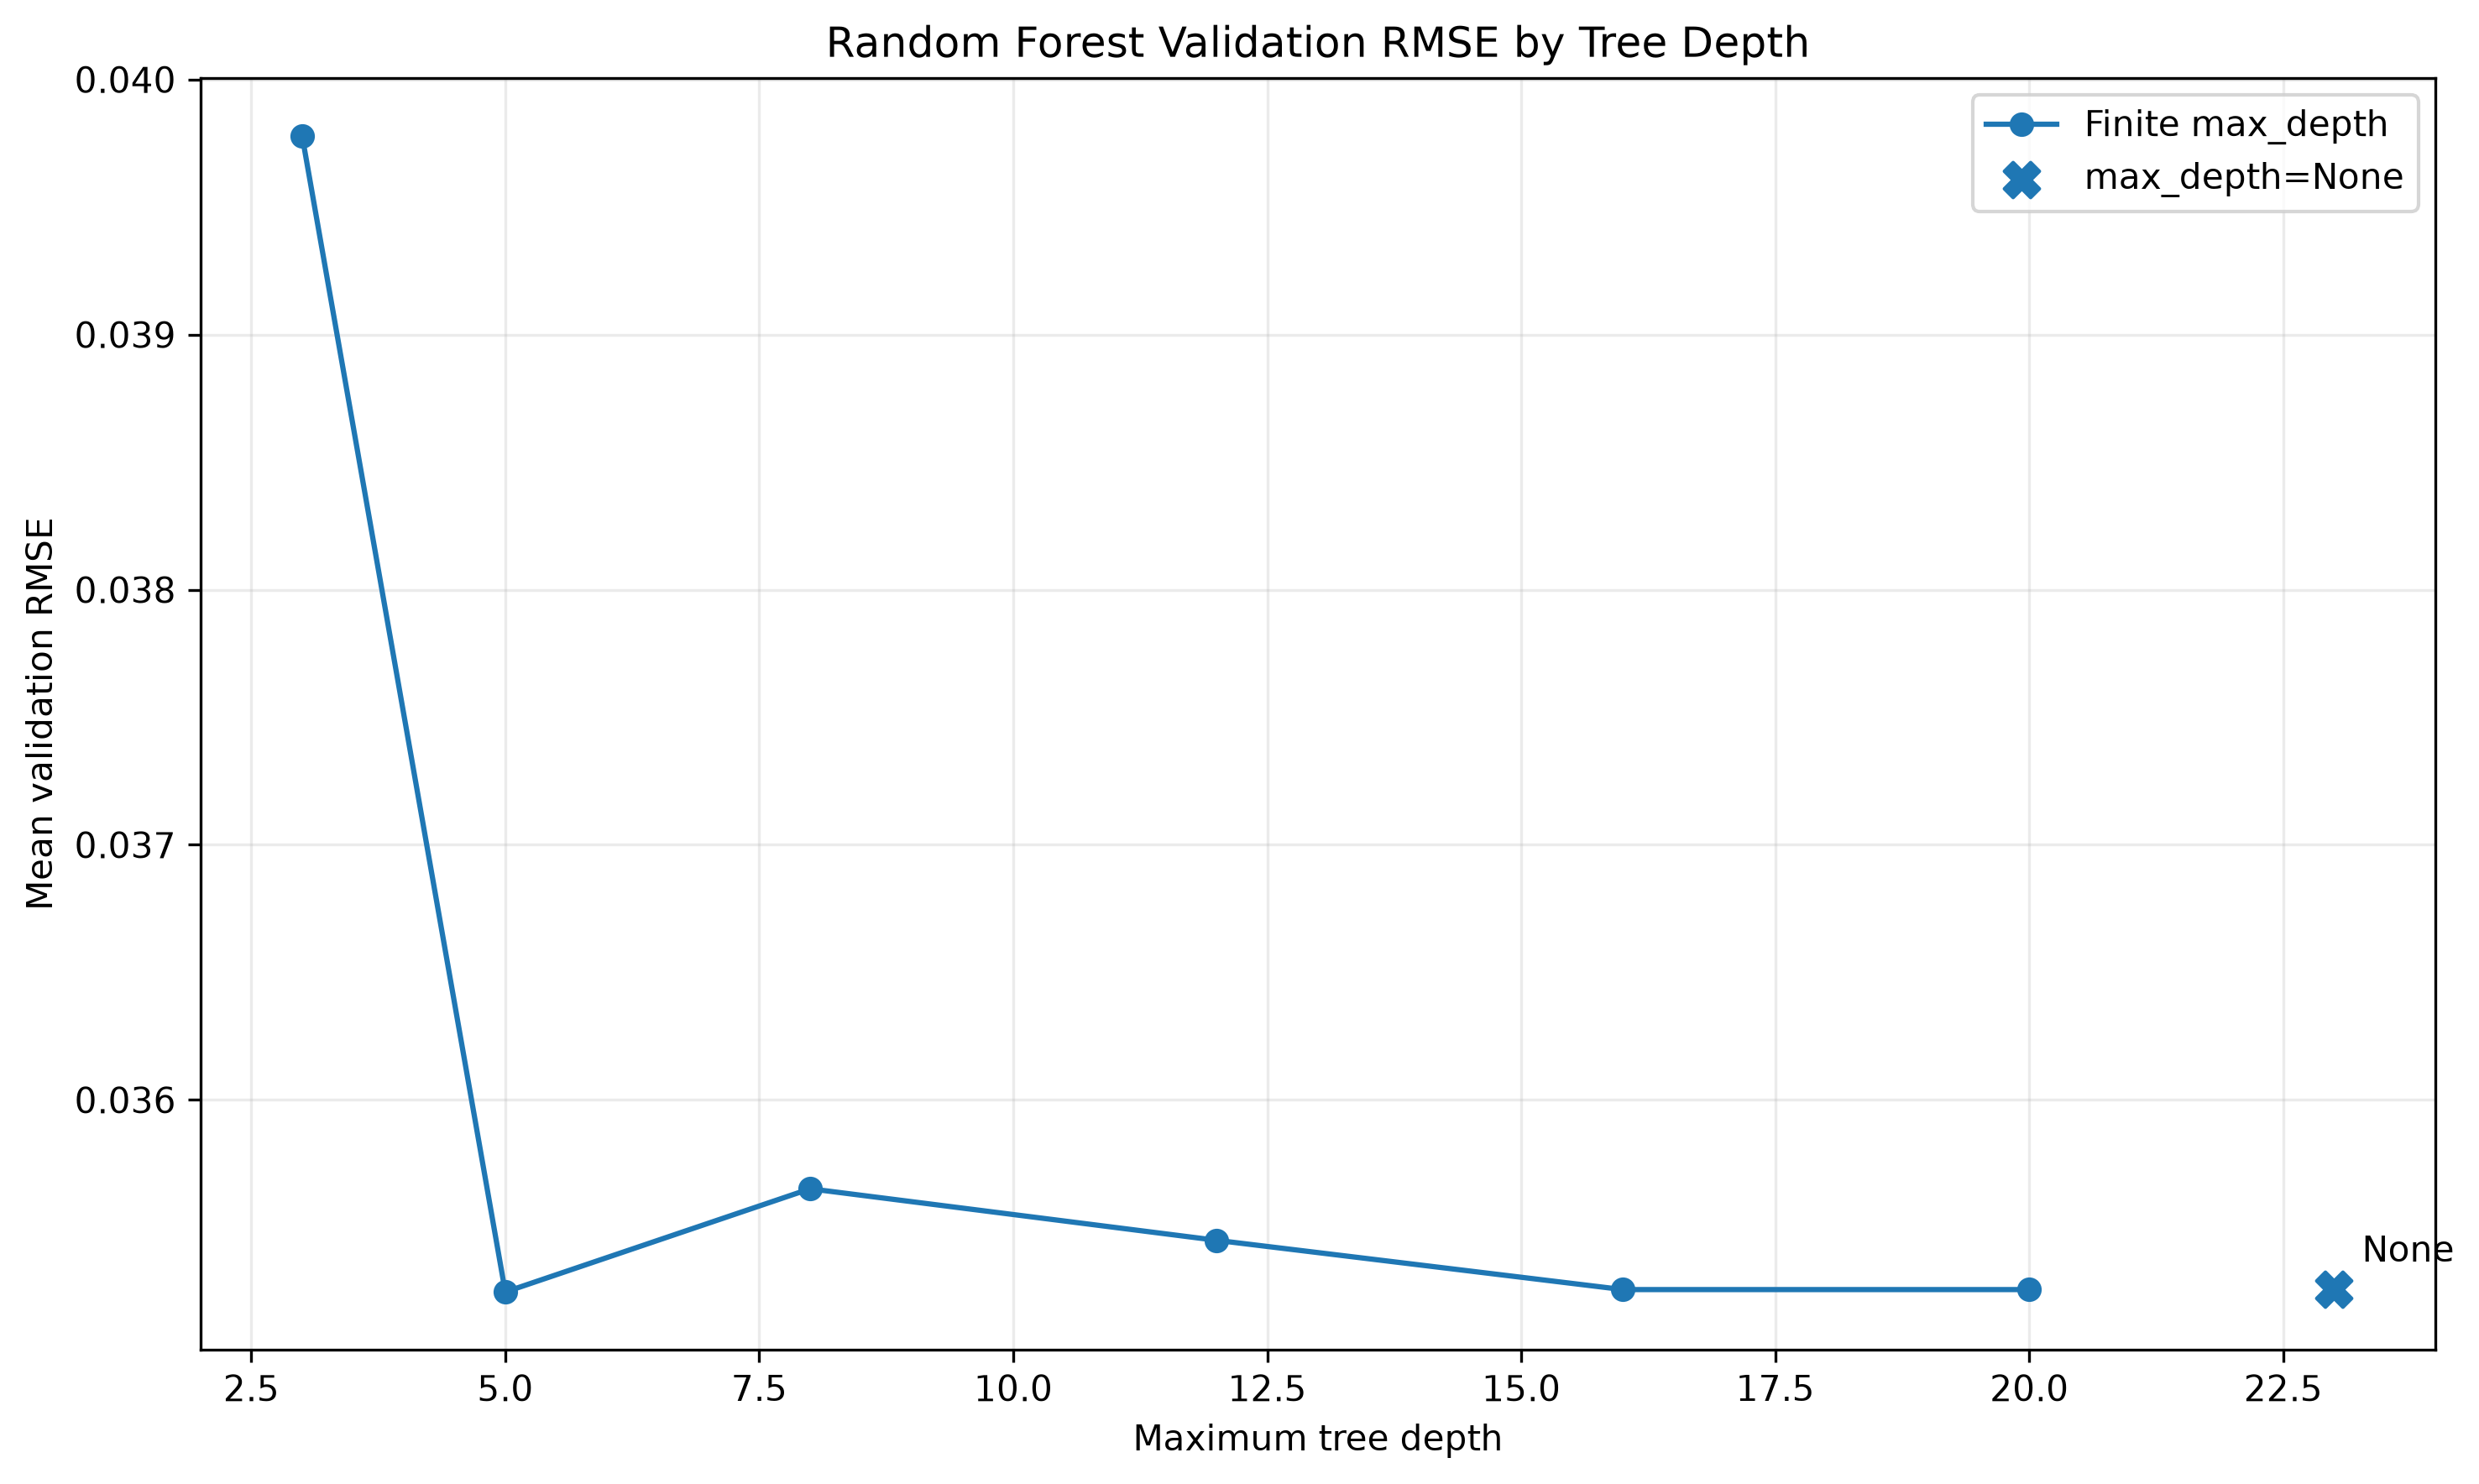 Random Forest Validation RMSE by Tree Depth
Finite max_depth
max_depth=None
Mean validation RMSE
0.040
0.039
0.038
0.037
0.036
None
2.5 5.0 7.5 10.0 12.5 15.0 17.5 20.0 22.5
Maximum tree depth